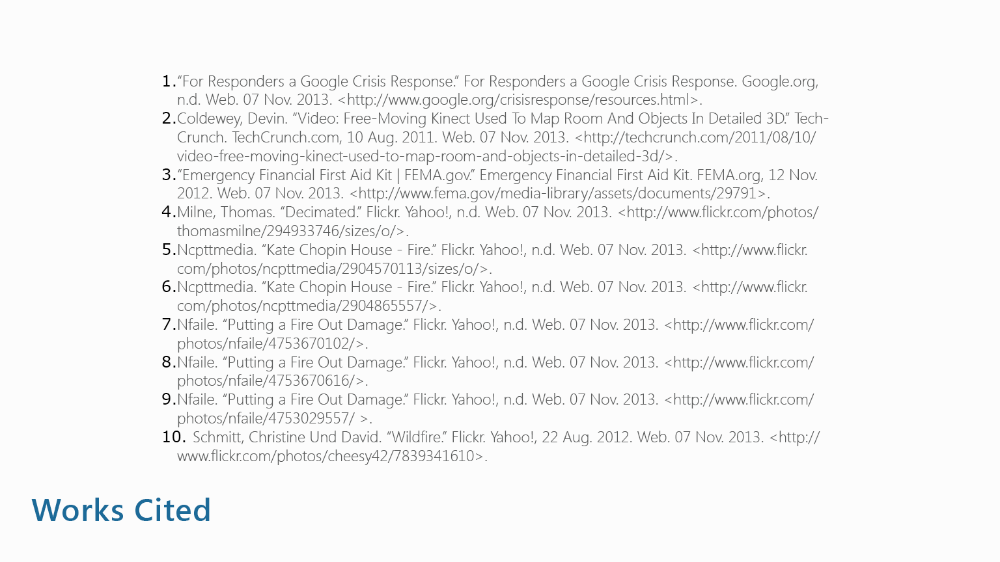 1.“For Responders a Google Crisis Response.” For Responders a Google Crisis Response. Google.org,
n.d. Web. 07 Nov. 2013. <http://www.google.org/crisisresponse/resources.html>.
2.Coldewey, Devin. “Video: Free-Moving Kinect Used To Map Room And Objects In Detailed 3D.” Tech-
Crunch. TechCrunch.com, 10 Aug. 2011. Web. 07 Nov. 2013. <http://techcrunch.com/2011/08/10/
video-free-moving-kinect-used-to-map-room-and-objects-in-detailed-3d/>.
3.“Emergency Financial First Aid Kit | FEMA.gov.” Emergency Financial First Aid Kit. FEMA.org, 12 Nov.
2012. Web. 07 Nov. 2013. <http://www.fema.gov/media-library/assets/documents/29791>.
4.Milne, Thomas. “Decimated.” Flickr. Yahoo!, n.d. Web. 07 Nov. 2013. <http://www.flickr.com/photos/
thomasmilne/294933746/sizes/o/>.
5.Ncpttmedia. “Kate Chopin House - Fire.” Flickr. Yahoo!, n.d. Web. 07 Nov. 2013. <http://www.flickr.
com/photos/ncpttmedia/2904570113/sizes/o/>.
6.Ncpttmedia. “Kate Chopin House - Fire.” Flickr. Yahoo!, n.d. Web. 07 Nov. 2013. <http://www.flickr.
com/photos/ncpttmedia/2904865557/>.
7.Nfaile. “Putting a Fire Out Damage.” Flickr. Yahoo!, n.d. Web. 07 Nov. 2013. <http://www.flickr.com/
photos/nfaile/4753670102/>.
8.Nfaile. “Putting a Fire Out Damage.” Flickr. Yahoo!, n.d. Web. 07 Nov. 2013. <http://www.flickr.com/
photos/nfaile/4753670616/>.
9.Nfaile. “Putting a Fire Out Damage.” Flickr. Yahoo!, n.d. Web. 07 Nov. 2013. <http://www.flickr.com/
photos/nfaile/4753029557/ >.
10. Schmitt, Christine Und David. “Wildfire.” Flickr. Yahoo!, 22 Aug. 2012. Web. 07 Nov. 2013. <http://
www.flickr.com/photos/cheesy42/7839341610>.
Works Cited